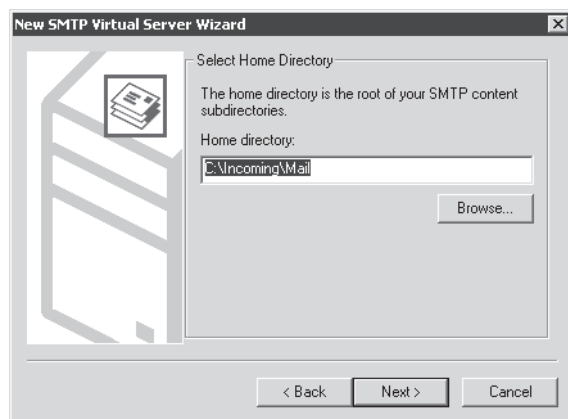 New SMTP Virtual Server Wizard
Select Home Directory
The home directory is the root of your SMTP content
subdirectories.
Home directory:
C:\Incoming\Mail
Browse...
< Back
Next >
Cancel